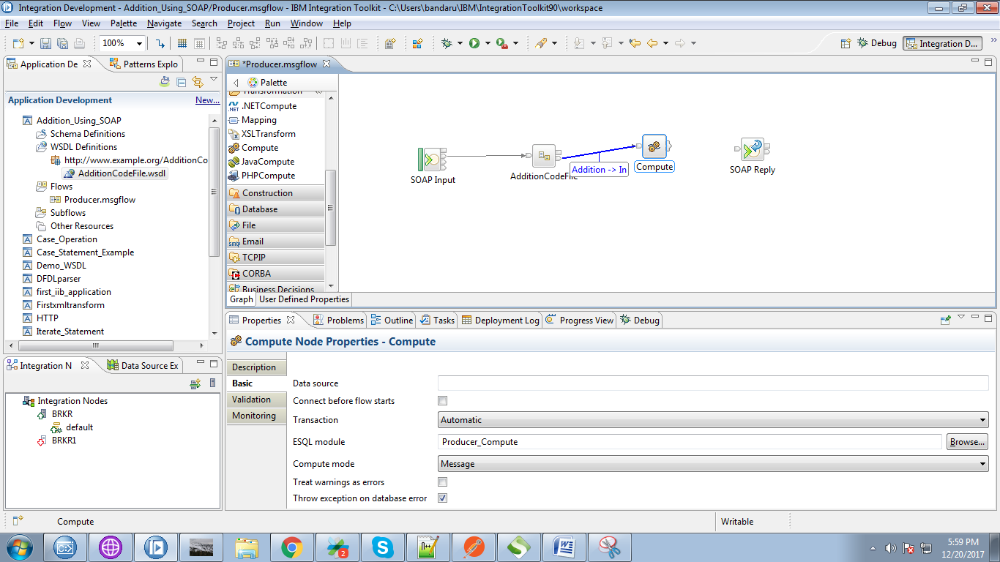 Integration Development - Addition_Using_SOAP/Producer.msgflow - IBM Integration Toolkit - C:\Users\bandaru\IBM\IntegrationToolkit90\workspace
File Edit Flow View Palette Navigate Search Project Run Window Help
100%
Debug
Integration D...
Application De
Patterns Explo
Application Development
New...
Addition_Using_SOAP
Schema Definitions
WSDL Definitions
http://www.example.org/AdditionCo
AdditionCodeFile.wsdl
Flows
Producer.msgflow
Subflows
Other Resources
Case_Operation
Case_Statement_Example
Demo_WSDL
DFDLparser
first_iib_application
Firstxmltransform
HTTP
Iterate_Statement
Integration N
Data Source Ex
Integration Nodes
BRKR
default
BRKR1
*Producer.msgflow
Palette
Transformation
.NETCompute
Mapping
XSLTransform
Compute
JavaCompute
PHPCompute
Construction
Database
File
Email
TCPIP
CORBA
Business Decisions
SOAP Input
AdditionCodeFile
Addition -> In
Compute
SOAP Reply
Graph
User Defined Properties
Properties
Problems
Outline
Tasks
Deployment Log
Progress View
Debug
Compute Node Properties - Compute
Description
Basic
Validation
Monitoring
Data source
Connect before flow starts
Transaction
Automatic
ESQL module
Producer_Compute
Browse...
Compute mode
Message
Treat warnings as errors
Throw exception on database error
Compute
Writable
2
5:59 PM
12/20/2017